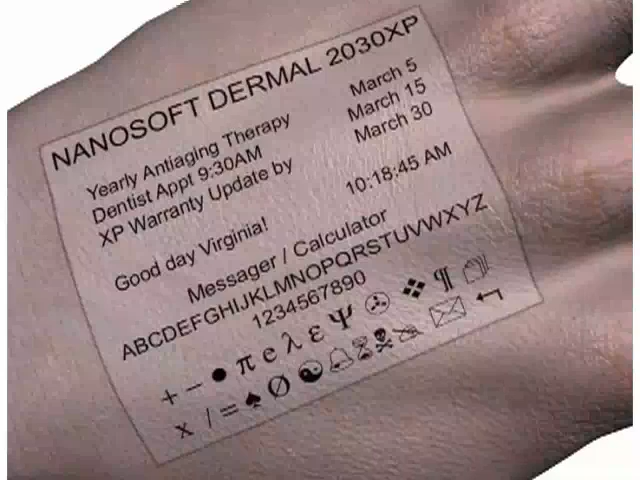 NANOSOFT DERMAL 2030XP
Yearly Antiaging Therapy March 5
Dentist Appt 9:30AM March 15
XP Warranty Update by March 30
Good day Virginia! 10:18:45 AM
Messager / Calculator
ABCDEFGHIJKLMNOPQRSTUVWXYZ
1234567890
+ − ● π e λ ε Ψ ✇ ❖ ¶
x / = ♠ Ø ☯ ☠ ✉ ↰